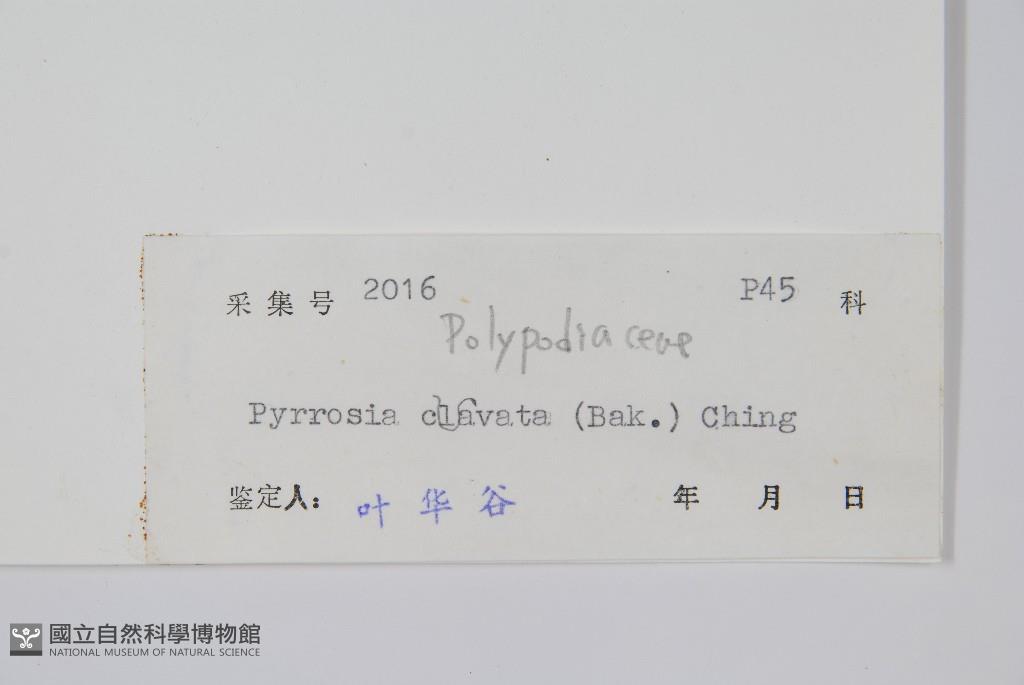 采集号 2016 P45 科
Polypodiaceae
Pyrrosia clavata (Bak.) Ching
鉴定人： 叶华谷 年 月 日
國立自然科學博物館
NATIONAL MUSEUM OF NATURAL SCIENCE